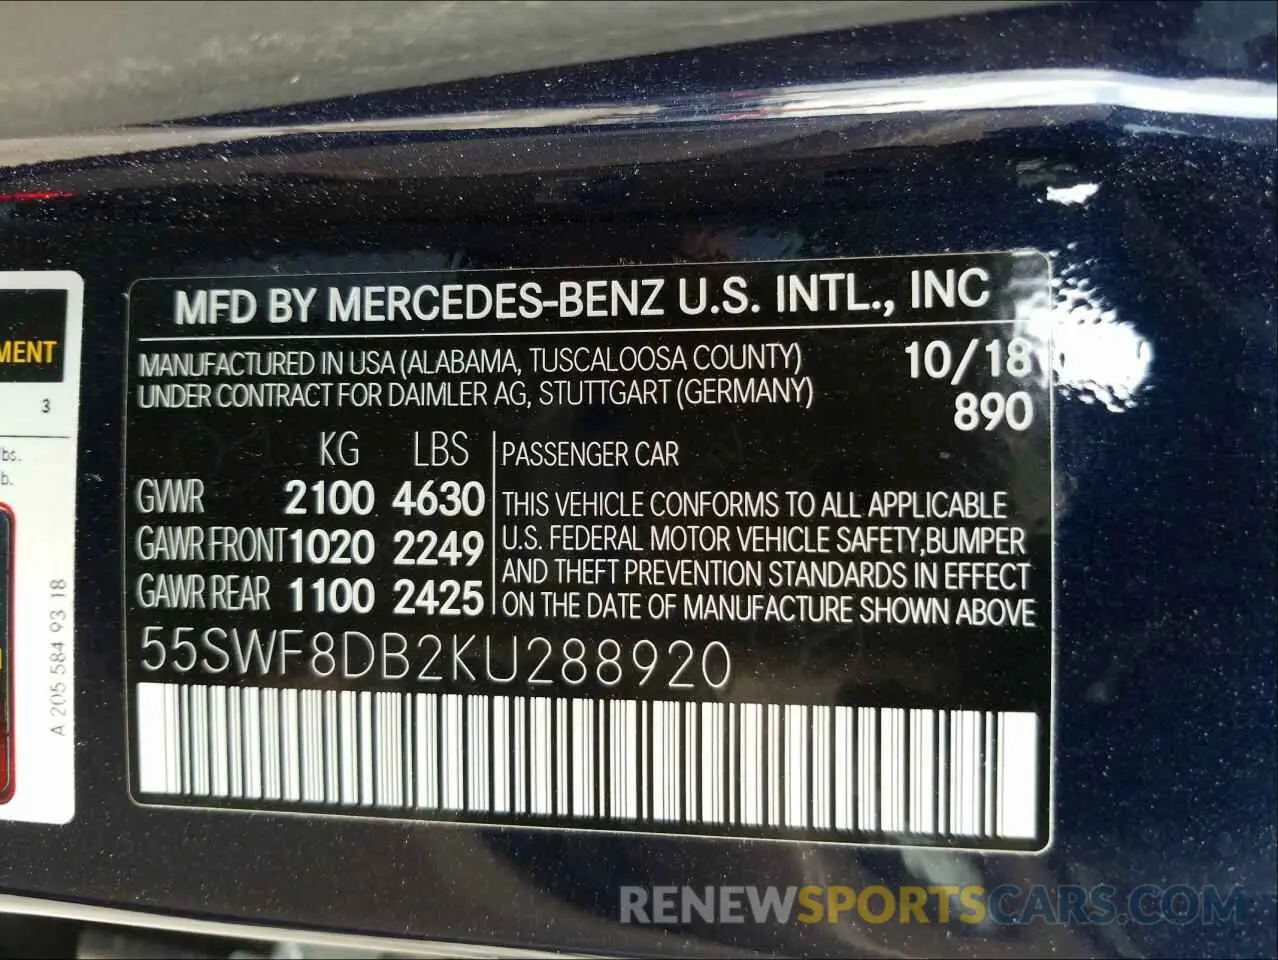 MFD BY MERCEDES-BENZ U.S. INTL., INC
MANUFACTURED IN USA (ALABAMA, TUSCALOOSA COUNTY) 10/18
UNDER CONTRACT FOR DAIMLER AG, STUTTGART (GERMANY) 890
KG LBS
GVWR 2100 4630
GAWR FRONT 1020 2249
GAWR REAR 1100 2425
PASSENGER CAR
THIS VEHICLE CONFORMS TO ALL APPLICABLE
U.S. FEDERAL MOTOR VEHICLE SAFETY,BUMPER
AND THEFT PREVENTION STANDARDS IN EFFECT
ON THE DATE OF MANUFACTURE SHOWN ABOVE
55SWF8DB2KU288920
MENT
3
lbs.
b.
A 205 584 93 18
RENEWSPORTSCARS.COM